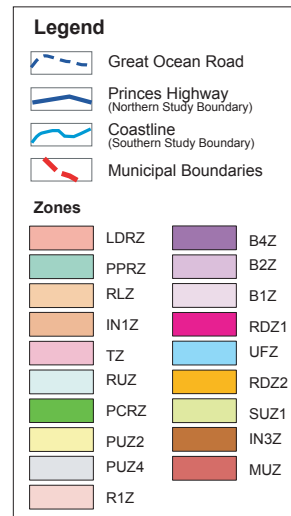 Legend
Great Ocean Road
Princes Highway
(Northern Study Boundary)
Coastline
(Southern Study Boundary)
Municipal Boundaries
Zones
LDRZ
PPRZ
RLZ
IN1Z
TZ
RUZ
PCRZ
PUZ2
PUZ4
R1Z
B4Z
B2Z
B1Z
RDZ1
UFZ
RDZ2
SUZ1
IN3Z
MUZ